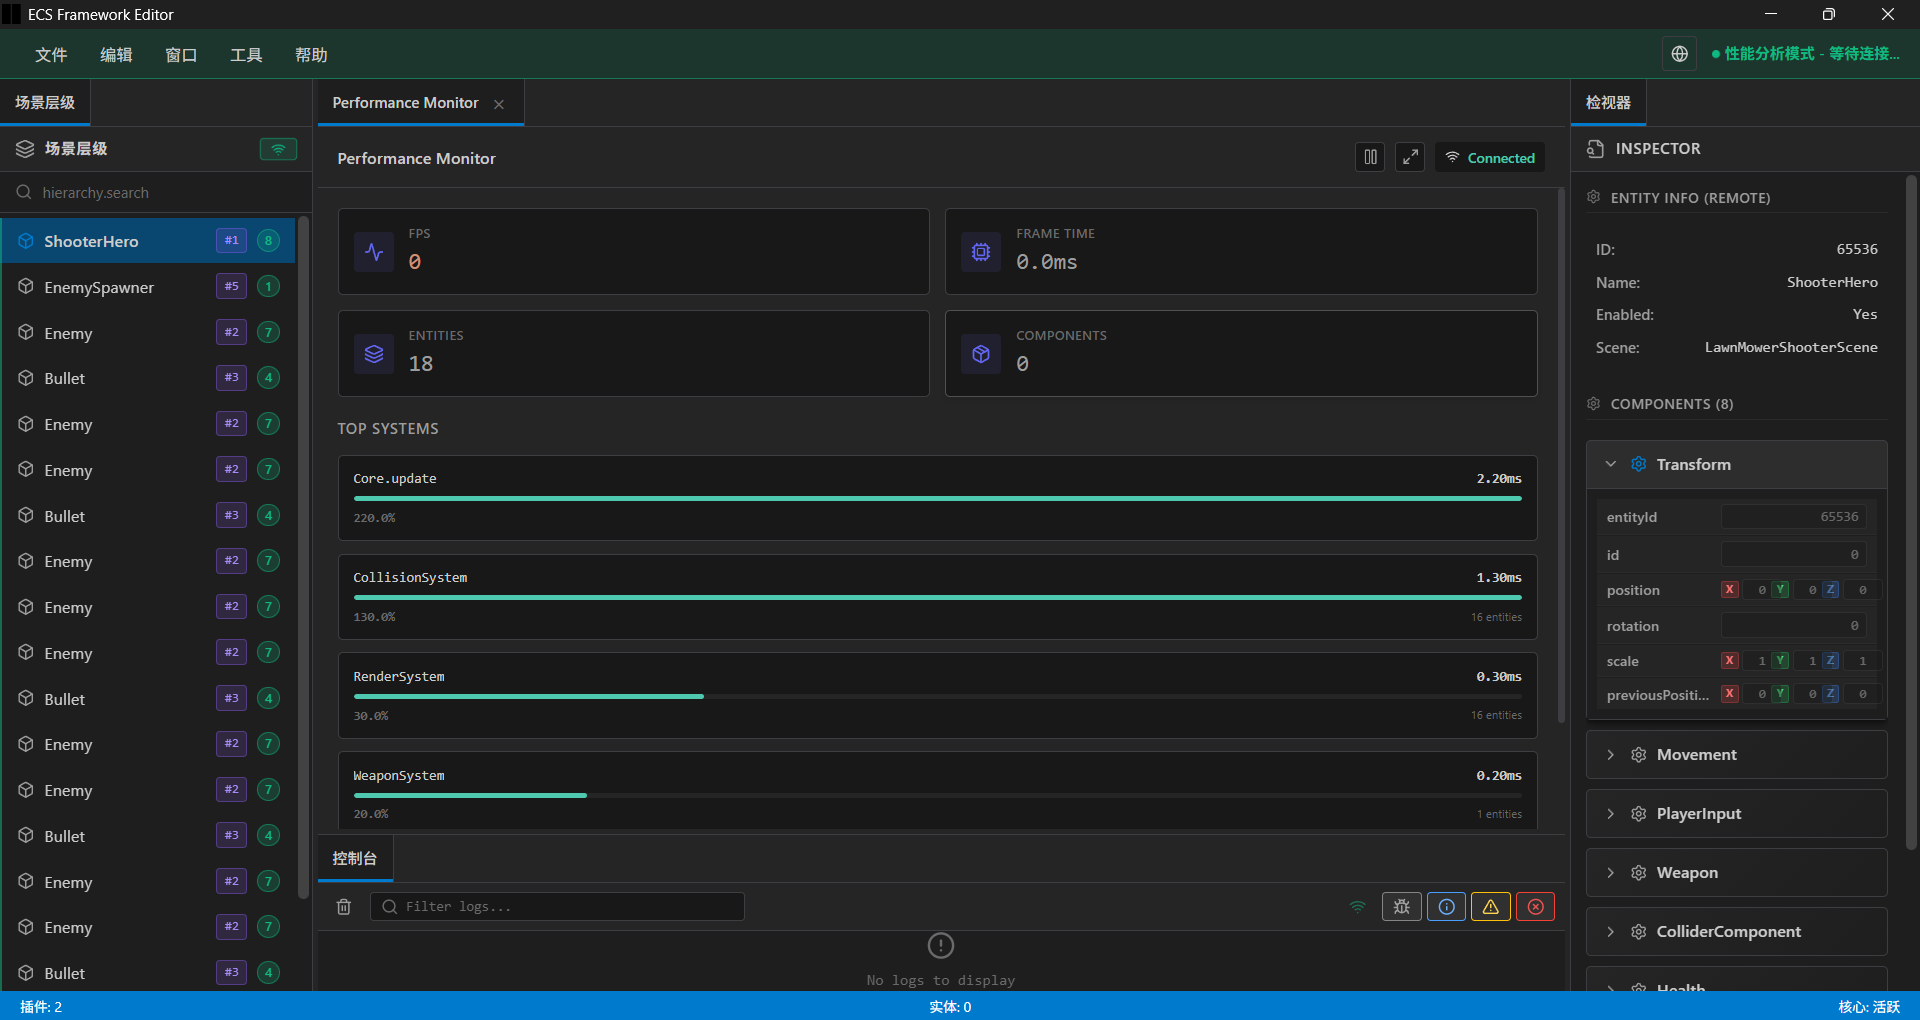 ECS Framework Editor
文件 编辑 窗口 工具 帮助
性能分析模式 - 等待连接...
场景层级
场景层级
hierarchy.search
ShooterHero #1 8
EnemySpawner #5 1
Enemy #2 7
Bullet #3 4
Enemy #2 7
Enemy #2 7
Bullet #3 4
Enemy #2 7
Enemy #2 7
Enemy #2 7
Bullet #3 4
Enemy #2 7
Enemy #2 7
Bullet #3 4
Enemy #2 7
Enemy #2 7
Bullet #3 4
Performance Monitor
Performance Monitor
Connected
FPS
0
FRAME TIME
0.0ms
ENTITIES
18
COMPONENTS
0
TOP SYSTEMS
Core.update 2.20ms
220.0%
CollisionSystem 1.30ms
130.0% 16 entities
RenderSystem 0.30ms
30.0% 16 entities
WeaponSystem 0.20ms
20.0% 1 entities
控制台
Filter logs...
No logs to display
检视器
INSPECTOR
ENTITY INFO (REMOTE)
ID: 65536
Name: ShooterHero
Enabled: Yes
Scene: LawnMowerShooterScene
COMPONENTS (8)
Transform
entityId 65536
id 0
position X 0 Y 0 Z 0
rotation 0
scale X 1 Y 1 Z 1
previousPositi... X 0 Y 0 Z 0
Movement
PlayerInput
Weapon
ColliderComponent
Health
插件: 2
实体: 0
核心: 活跃